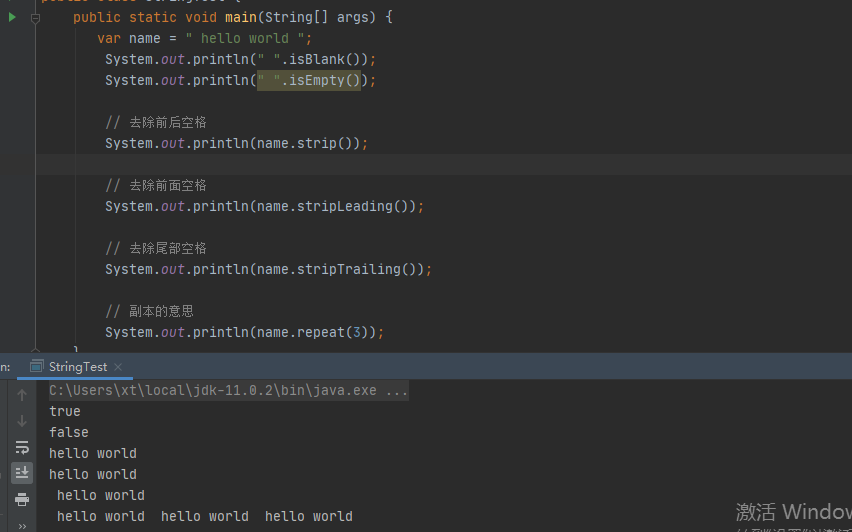 public static void main(String[] args) {
var name = " hello world ";
System.out.println(" ".isBlank());
System.out.println(" ".isEmpty());
// 去除前后空格
System.out.println(name.strip());
// 去除前面空格
System.out.println(name.stripLeading());
// 去除尾部空格
System.out.println(name.stripTrailing());
// 副本的意思
System.out.println(name.repeat(3));
}
n: StringTest ×
C:\Users\xt\local\jdk-11.0.2\bin\java.exe ...
true
false
hello world
hello world
 hello world
 hello world  hello world  hello world
激活 Window